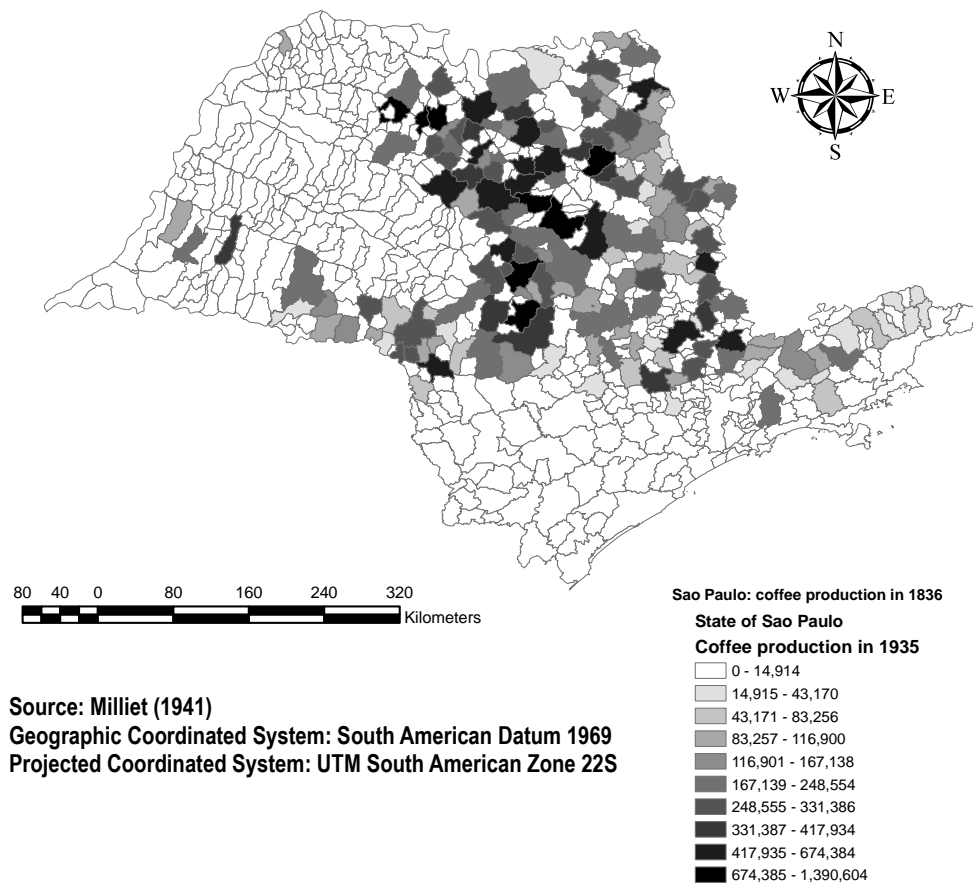 N
W E
S
80 40 0 80 160 240 320
Kilometers
Sao Paulo: coffee production in 1836
State of Sao Paulo
Coffee production in 1935
0 - 14,914
14,915 - 43,170
43,171 - 83,256
83,257 - 116,900
116,901 - 167,138
167,139 - 248,554
248,555 - 331,386
331,387 - 417,934
417,935 - 674,384
674,385 - 1,390,604
Source: Milliet (1941)
Geographic Coordinated System: South American Datum 1969
Projected Coordinated System: UTM South American Zone 22S